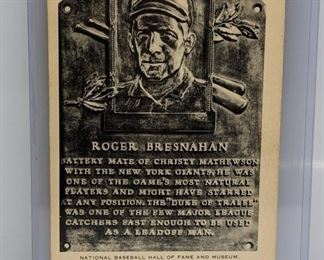 ROGER BRESNAHAN
BATTERY MATE OF CHRISTY MATHEWSON
WITH THE NEW YORK GIANTS, HE WAS
ONE OF THE GAME'S MOST NATURAL
PLAYERS AND MIGHT HAVE STARRED
AT ANY POSITION. THE "DUKE OF TRALEE"
WAS ONE OF THE FEW MAJOR LEAGUE
CATCHERS FAST ENOUGH TO BE USED
AS A LEADOFF MAN.
NATIONAL BASEBALL HALL OF FAME AND MUSEUM